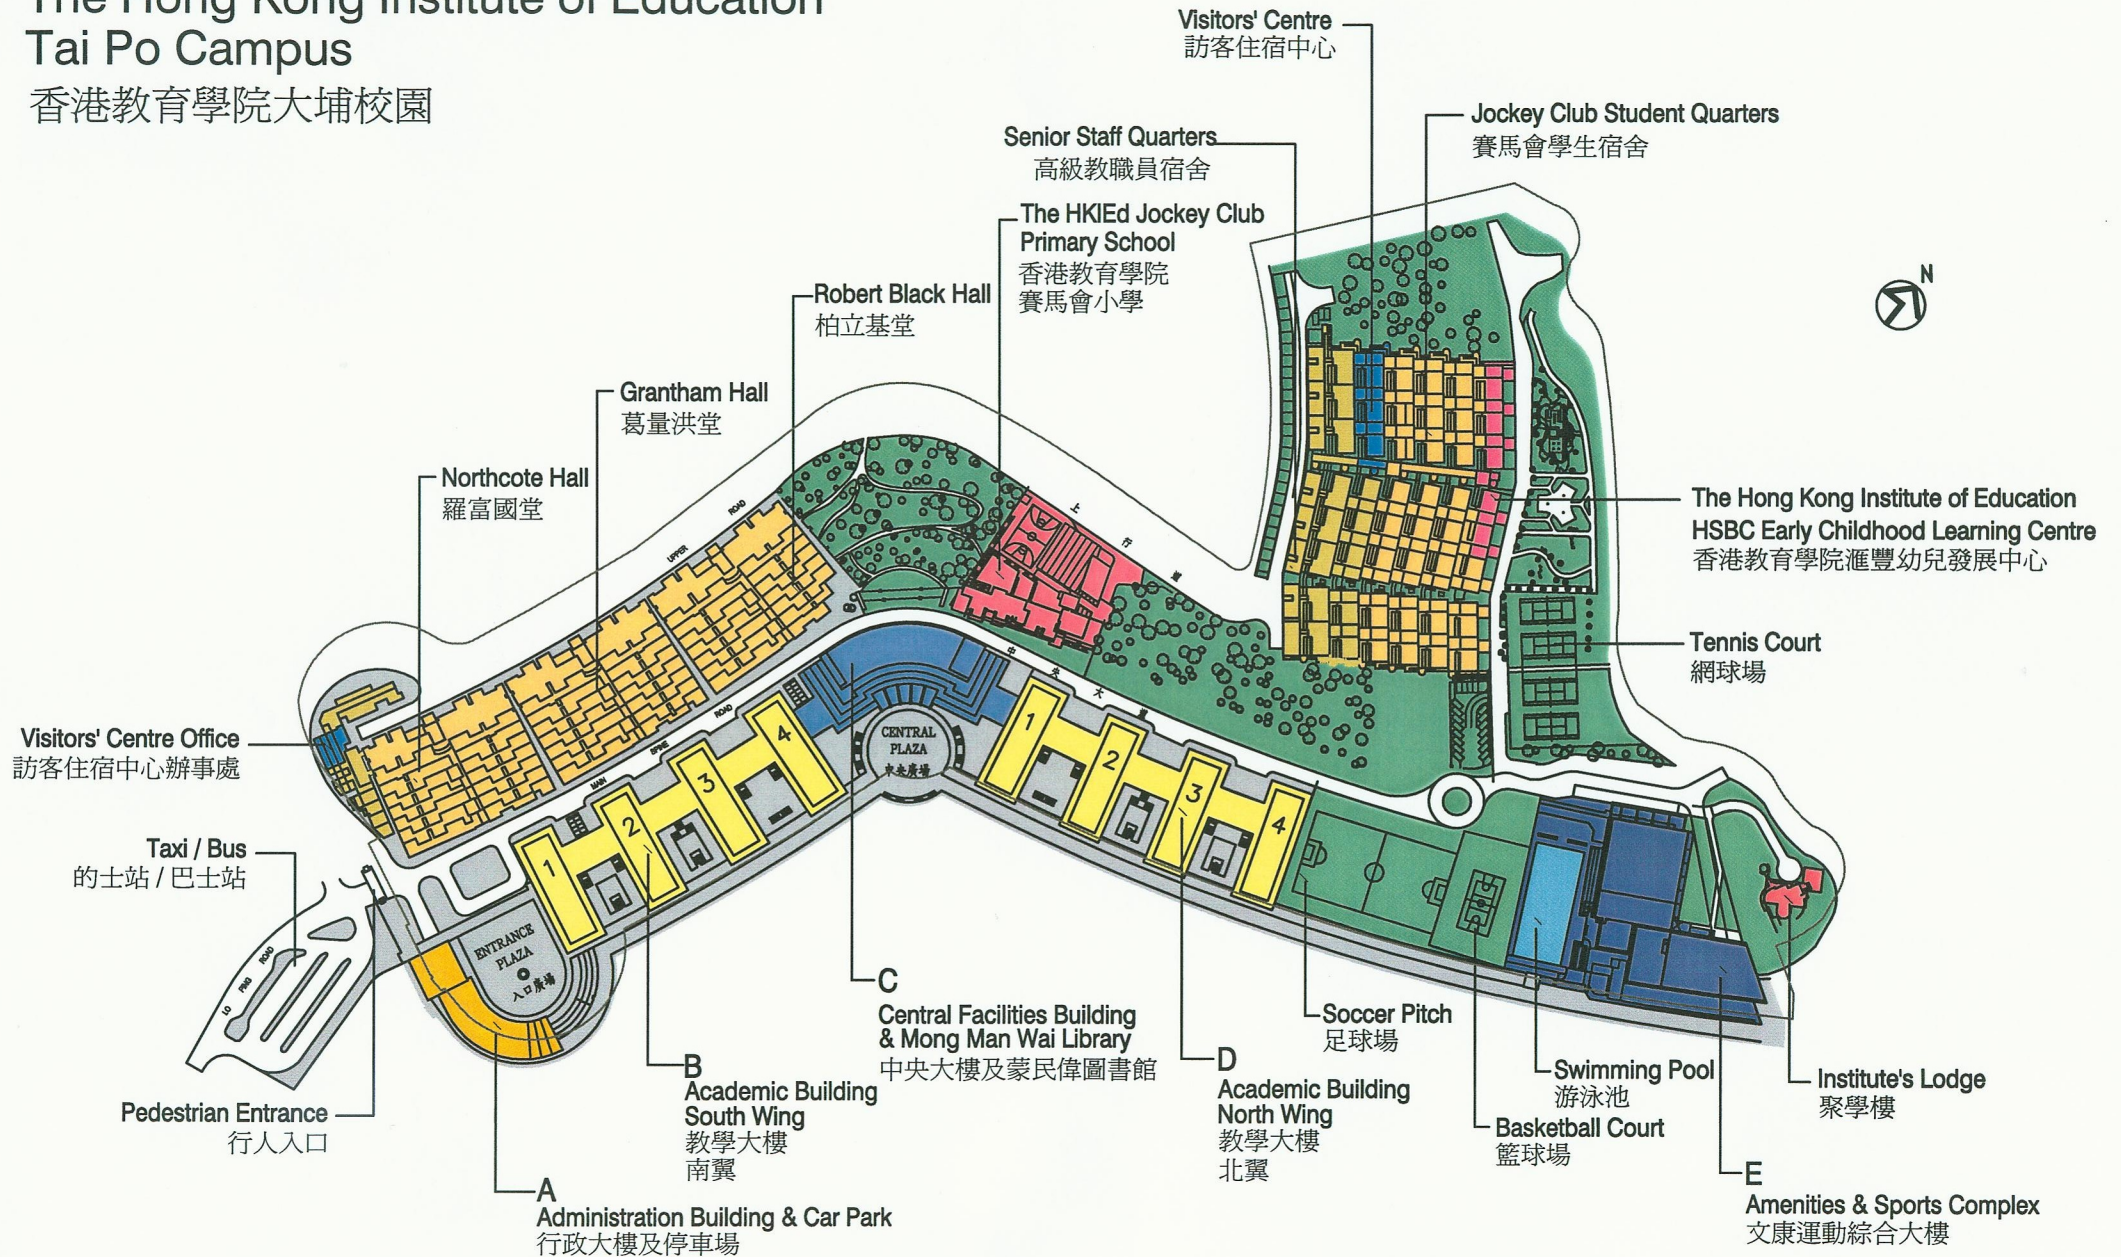 The Hong Kong Institute of Education
Tai Po Campus
香港教育學院大埔校園
Visitors' Centre
訪客住宿中心
Jockey Club Student Quarters
賽馬會學生宿舍
Senior Staff Quarters
高級教職員宿舍
The HKIEd Jockey Club
Primary School
香港教育學院
賽馬會小學
N
Robert Black Hall
柏立基堂
Grantham Hall
葛量洪堂
Northcote Hall
羅富國堂
UPPER ROAD
上行
The Hong Kong Institute of Education
HSBC Early Childhood Learning Centre
香港教育學院滙豐幼兒發展中心
Tennis Court
網球場
Visitors' Centre Office
訪客住宿中心辦事處
MAIN SPINE ROAD
中央大
CENTRAL
PLAZA
中央廣場
1
2
3
4
1
2
3
4
Taxi / Bus
的士站 / 巴士站
LO PING ROAD
ENTRANCE
PLAZA
入口廣場
Pedestrian Entrance
行人入口
A
Administration Building & Car Park
行政大樓及停車場
B
Academic Building
South Wing
教學大樓
南翼
C
Central Facilities Building
& Mong Man Wai Library
中央大樓及蒙民偉圖書館
D
Academic Building
North Wing
教學大樓
北翼
Soccer Pitch
足球場
Swimming Pool
游泳池
Basketball Court
籃球場
Institute's Lodge
聚學樓
E
Amenities & Sports Complex
文康運動綜合大樓